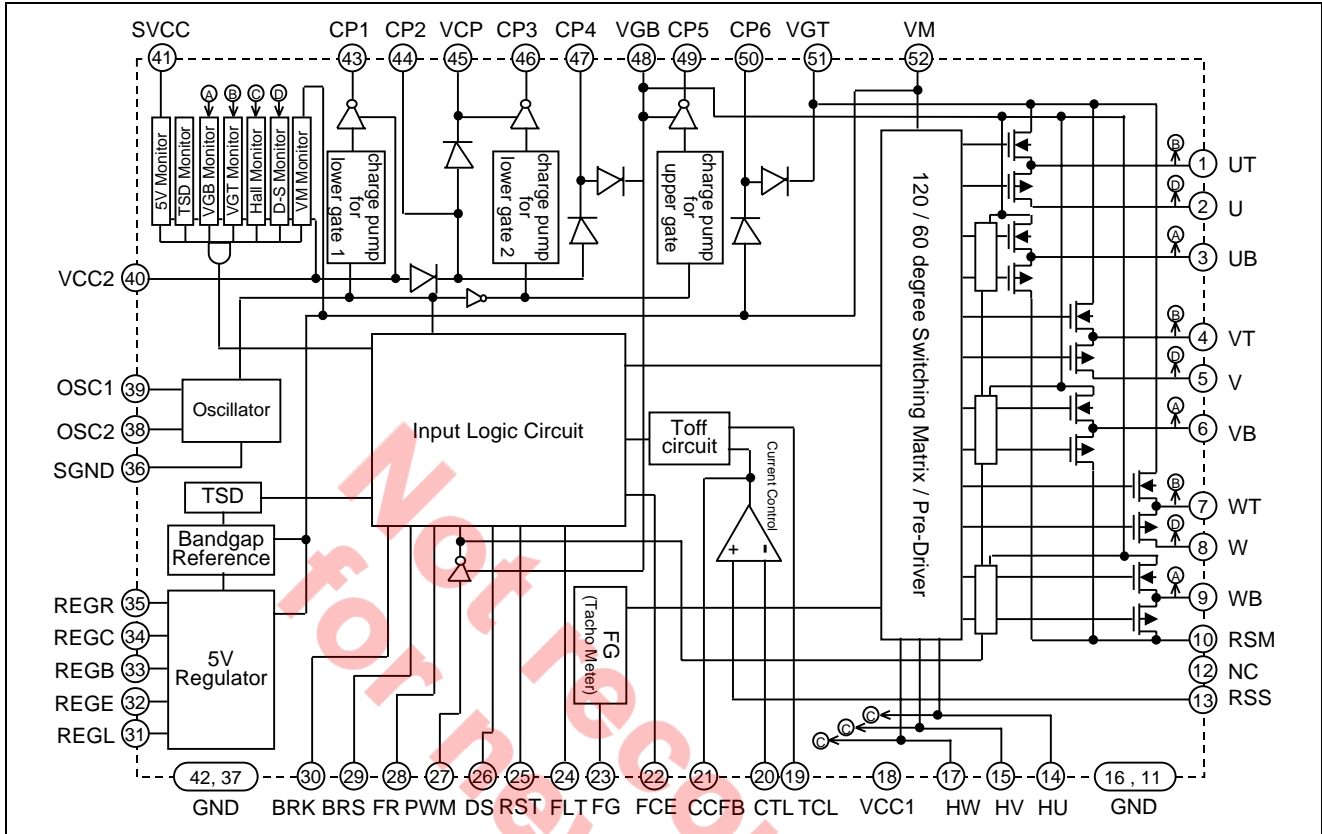 SVCC CP1 CP2 VCP CP3 CP4 VGB CP5 CP6 VGT VM
41 43 44 45 46 47 48 49 50 51 52
A B C D
5V Monitor
TSD Monitor
VGB Monitor
VGT Monitor
Hall Monitor
D-S Monitor
VM Monitor
charge pump
for
lower gate 1
charge pump
for
lower gate 2
charge pump
for
upper gate
120 / 60 degree Switching Matrix / Pre-Driver
B
1 UT
D
2 U
A
3 UB
B
4 VT
D
5 V
A
6 VB
B
7 WT
D
8 W
A
9 WB
10 RSM
12 NC
13 RSS
VCC2 40
OSC1 39
OSC2 38
SGND 36
Oscillator
Input Logic Circuit
Toff
circuit
Current Control
+ -
TSD
Bandgap
Reference
5V
Regulator
REGR 35
REGC 34
REGB 33
REGE 32
REGL 31
FG
(Tacho Meter)
C
C
C
42, 37 30 29 28 27 26 25 24 23 22 21 20 19 18 17 15 14 16 , 11
GND BRK BRS FR PWM DS RST FLT FG FCE CCFB CTL TCL VCC1 HW HV HU GND
Not reco
for ne